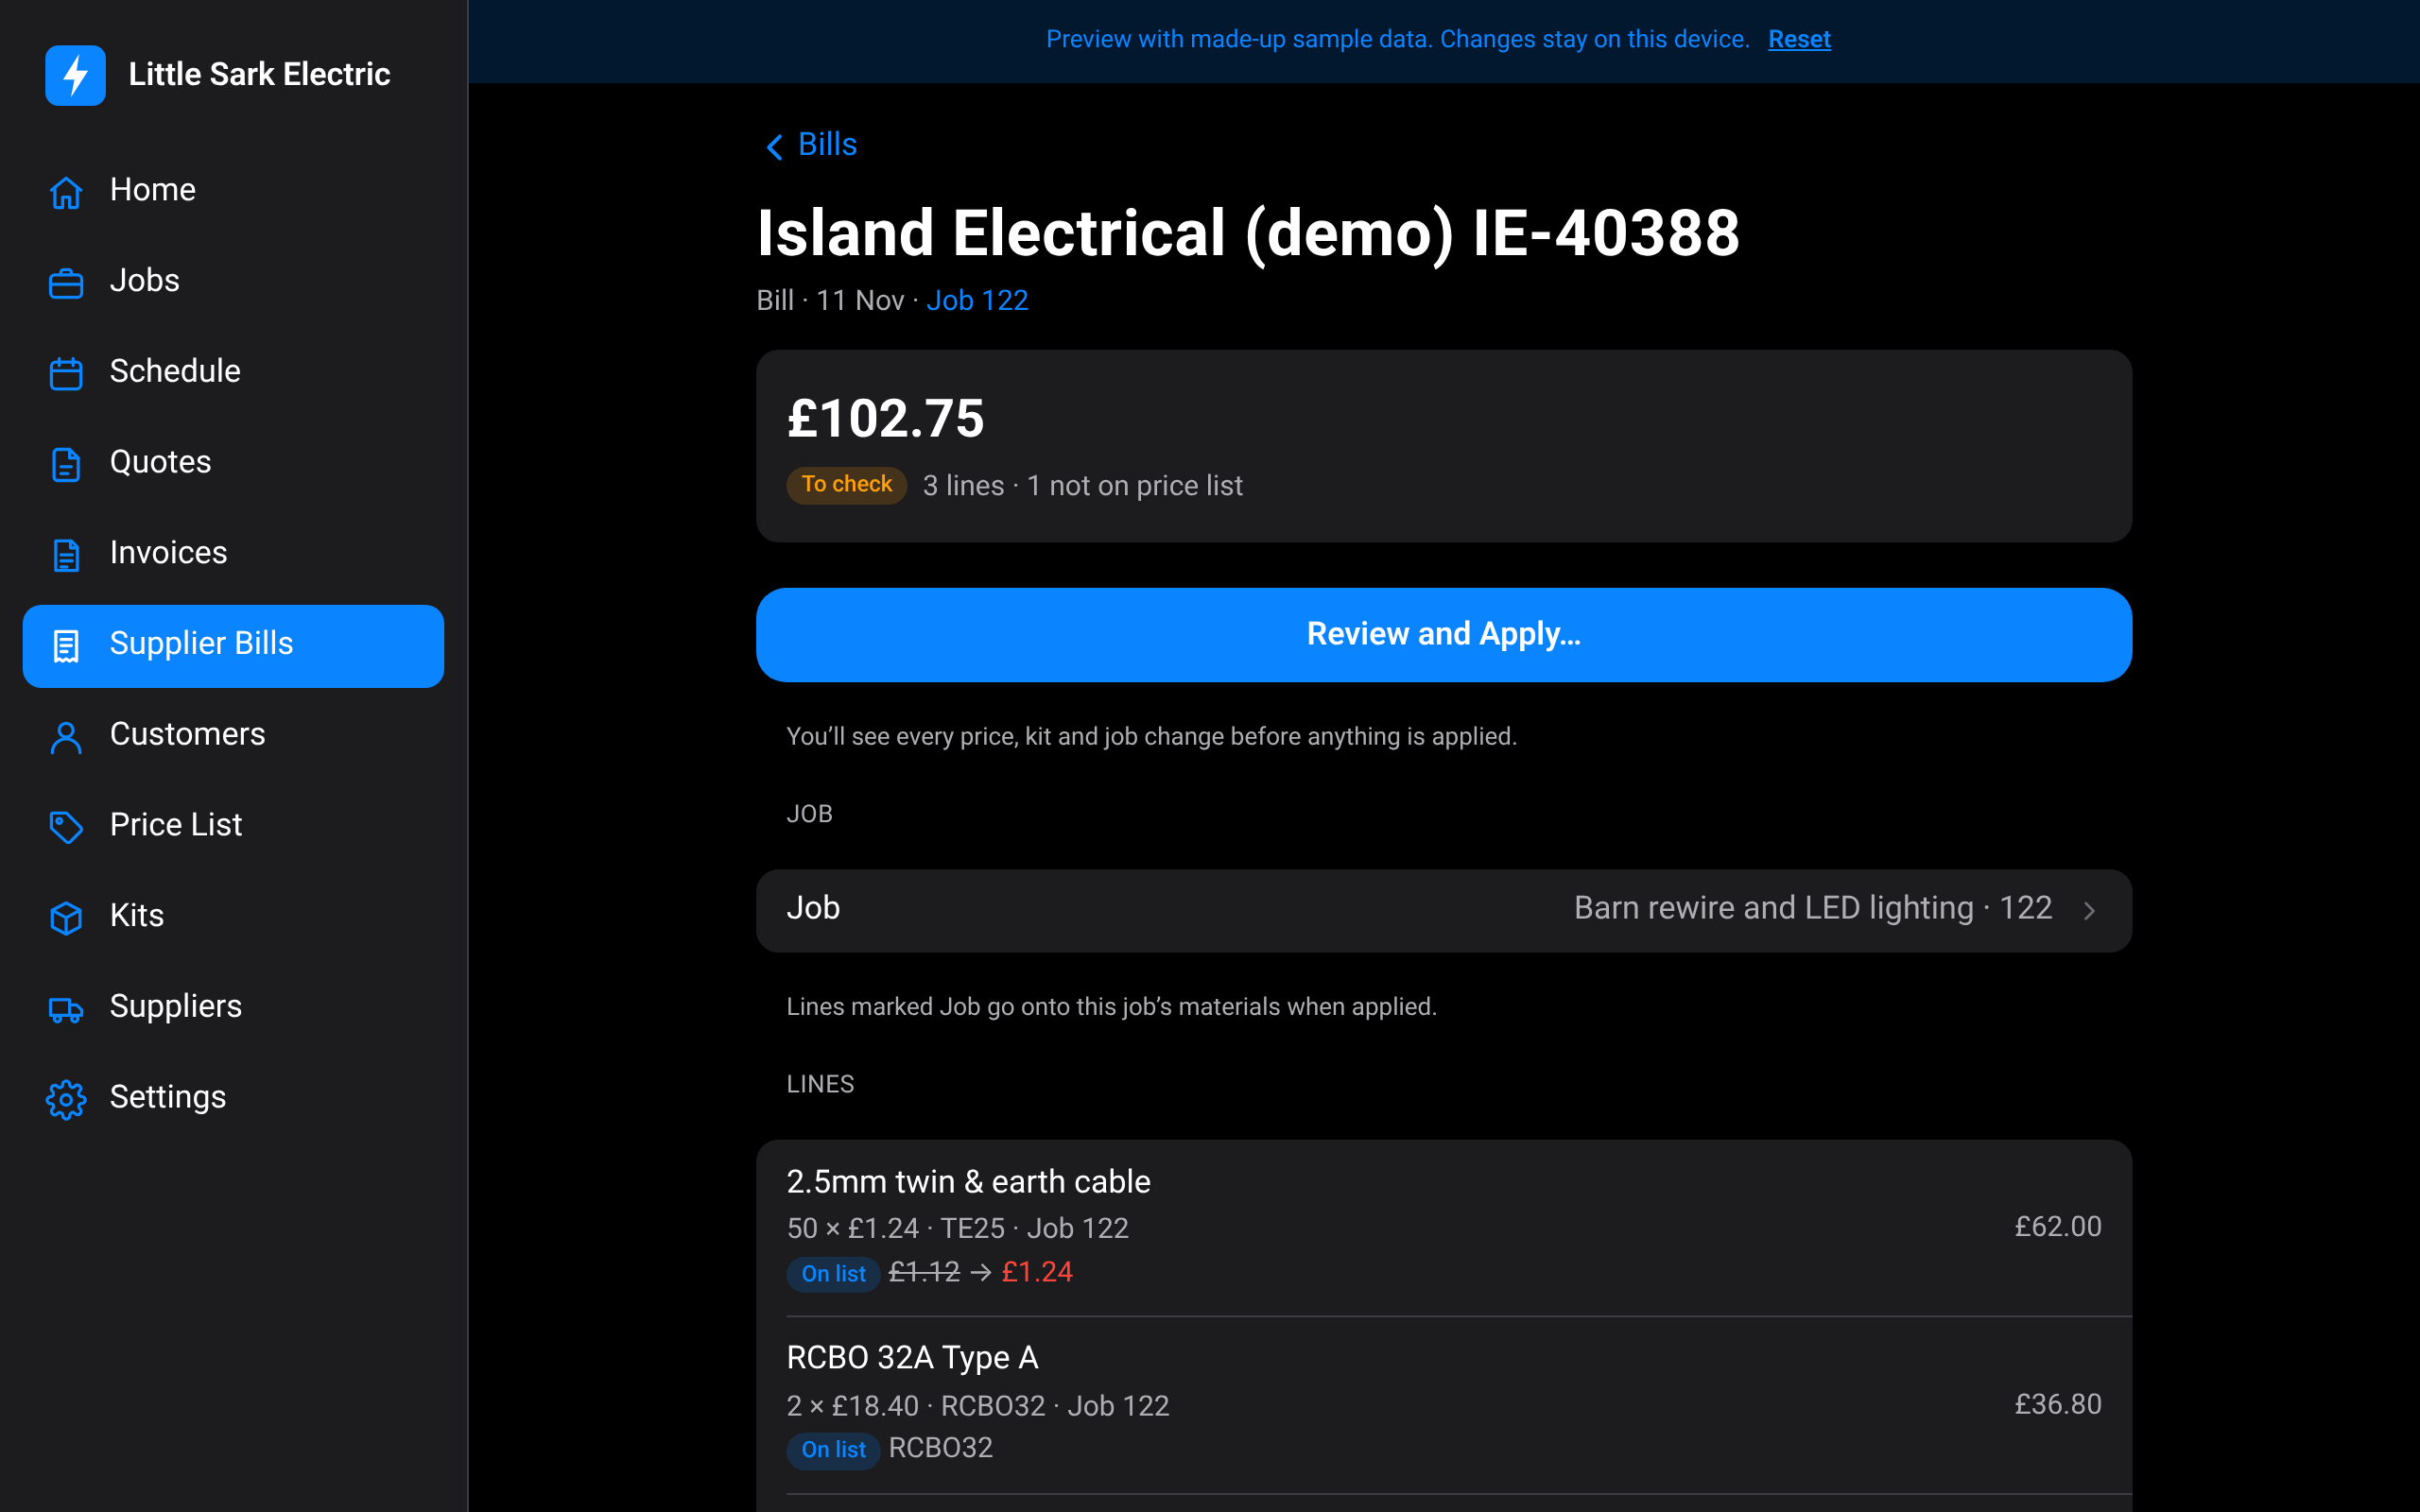 Little Sark Electric
Home
Jobs
Schedule
Quotes
Invoices
Supplier Bills
Customers
Price List
Kits
Suppliers
Settings
Preview with made-up sample data. Changes stay on this device. Reset
Bills
Island Electrical (demo) IE-40388
Bill · 11 Nov · Job 122
£102.75
To check 3 lines · 1 not on price list
Review and Apply…
You’ll see every price, kit and job change before anything is applied.
JOB
Job Barn rewire and LED lighting · 122
Lines marked Job go onto this job’s materials when applied.
LINES
2.5mm twin & earth cable
50 × £1.24 · TE25 · Job 122 £62.00
On list £1.12 → £1.24
RCBO 32A Type A
2 × £18.40 · RCBO32 · Job 122 £36.80
On list RCBO32